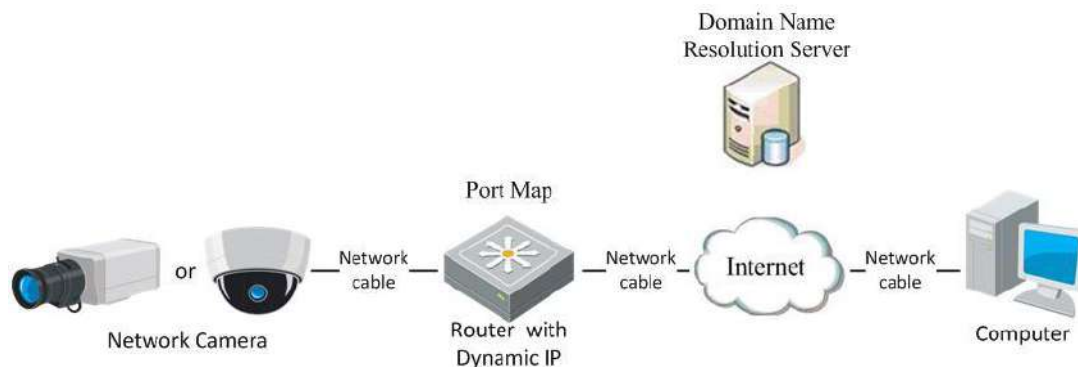 Domain Name
Resolution Server
Port Map
or
Network
cable
Network
cable
Internet
Network
cable
Network Camera
Router with
Dynamic IP
Computer